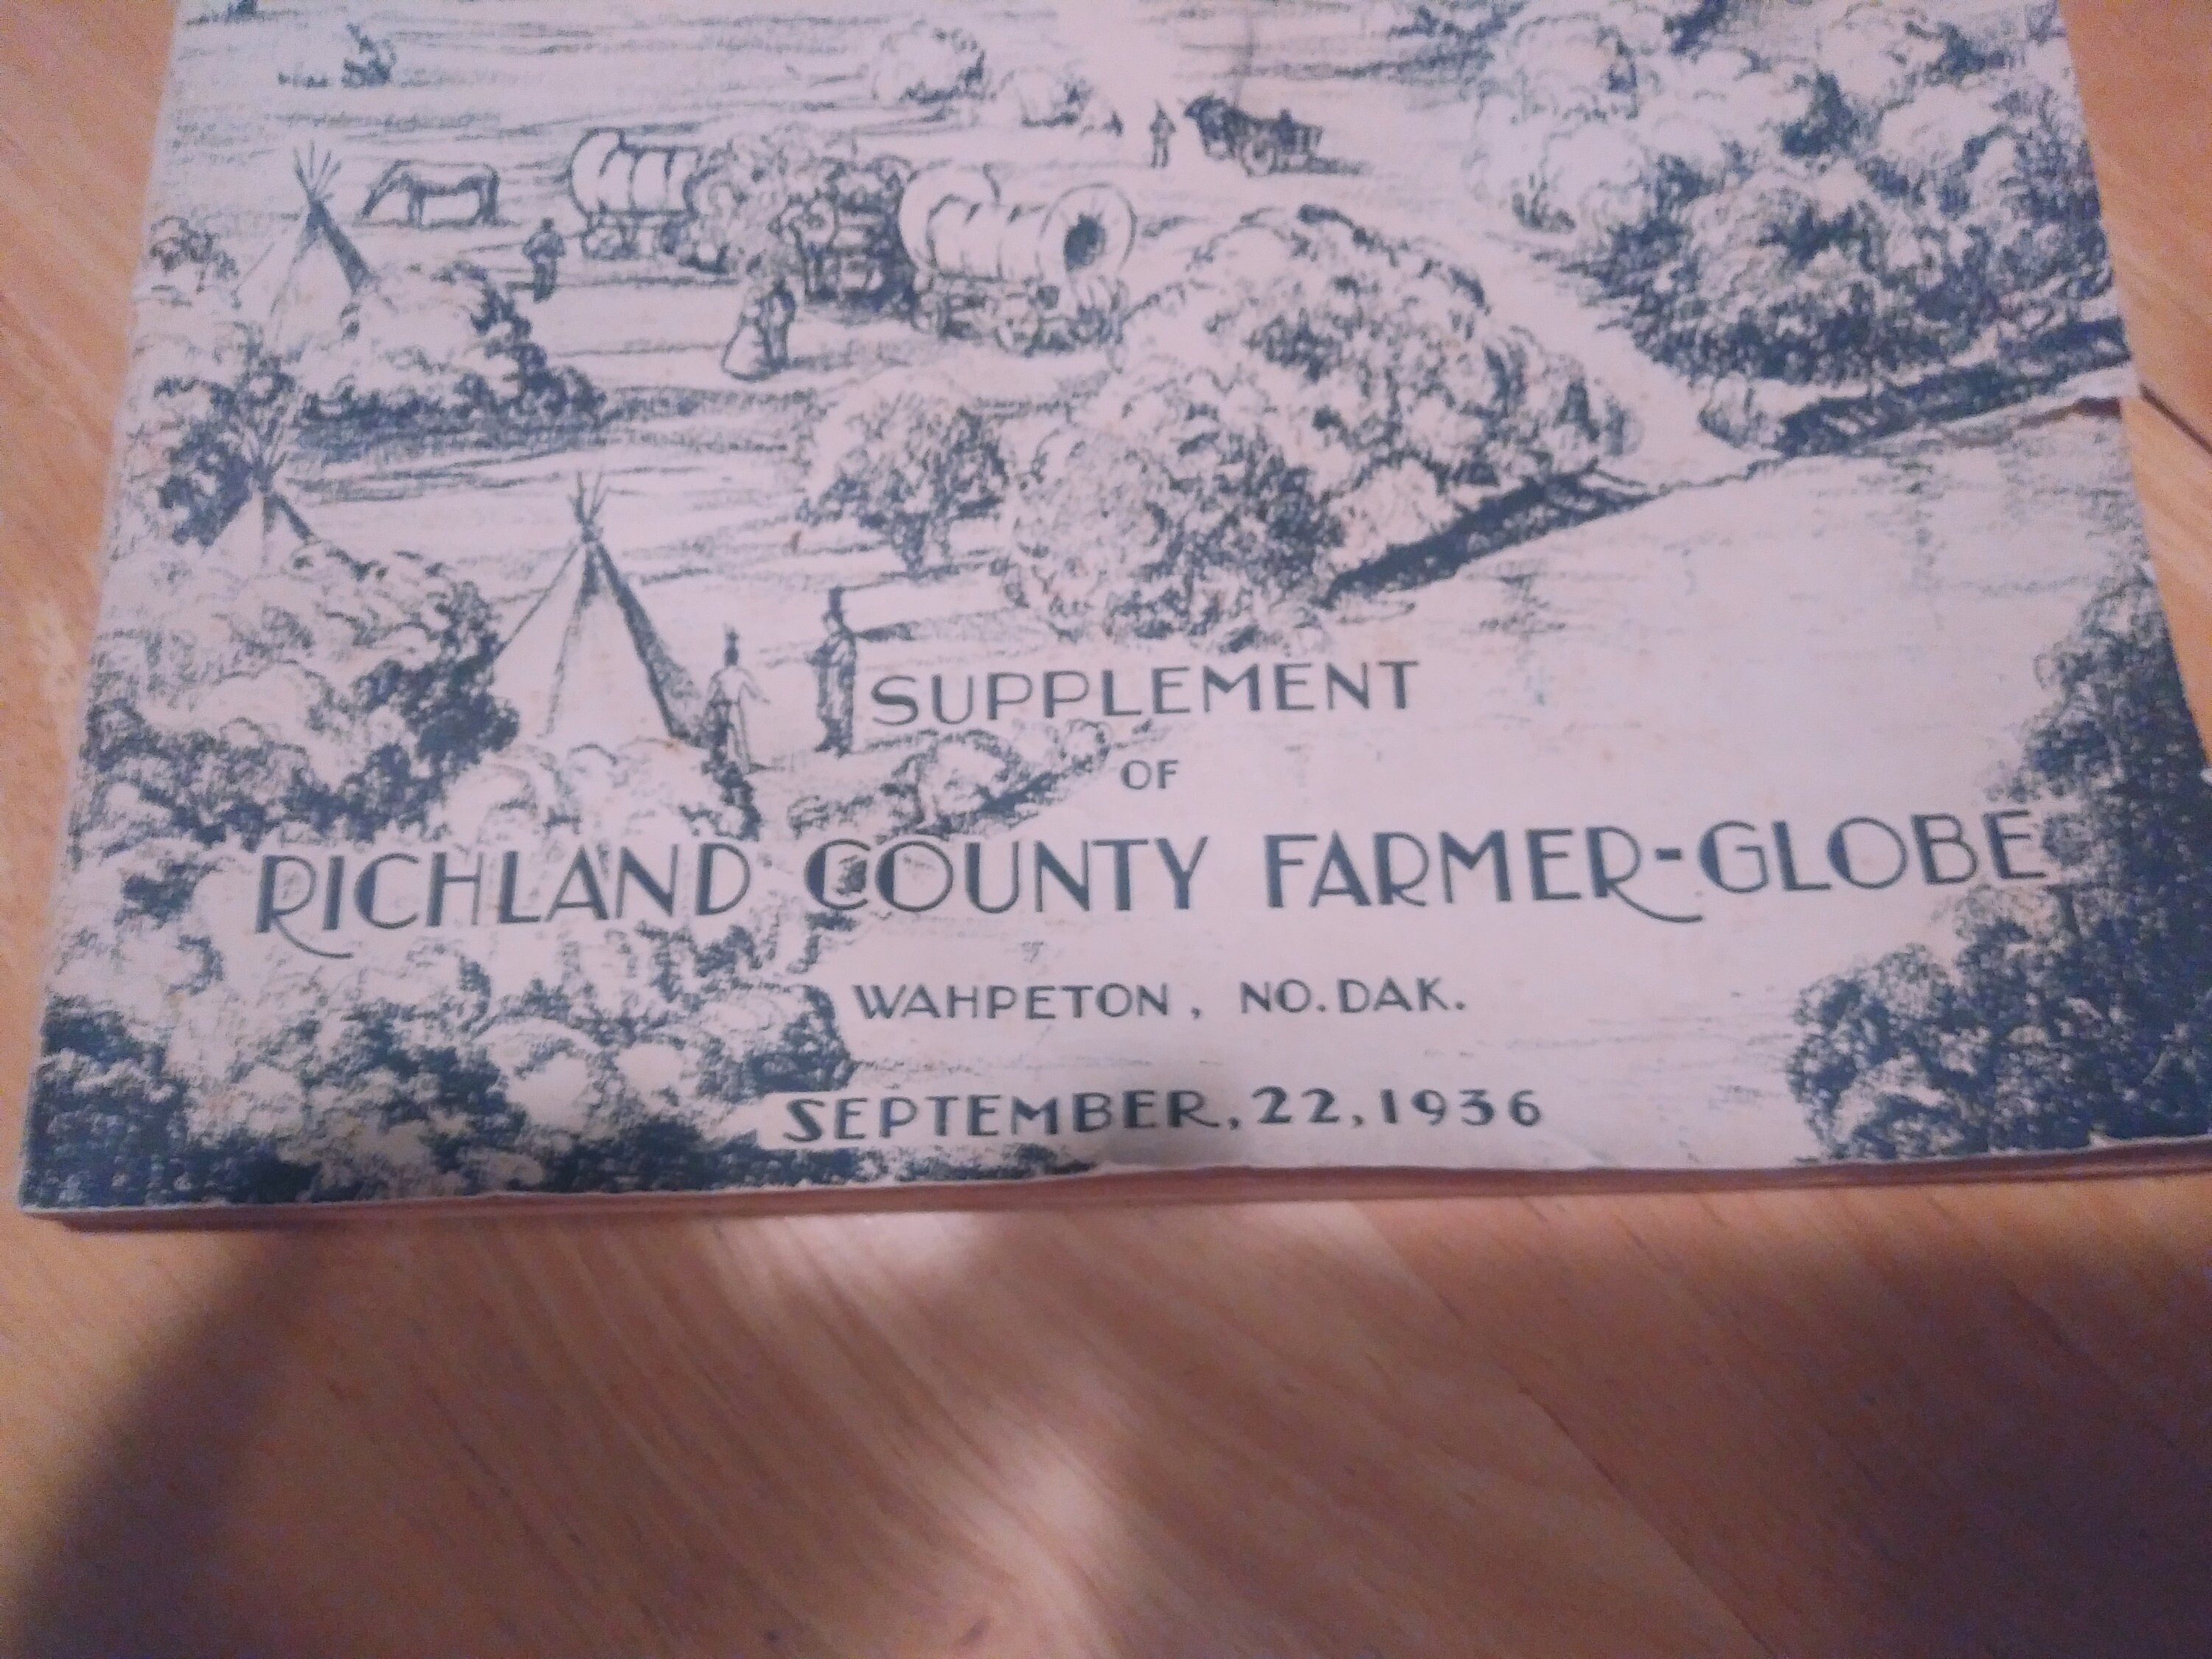 SUPPLEMENT
OF
RICHLAND COUNTY FARMER-GLOBE
WAHPETON, NO. DAK.
SEPTEMBER, 22, 1936